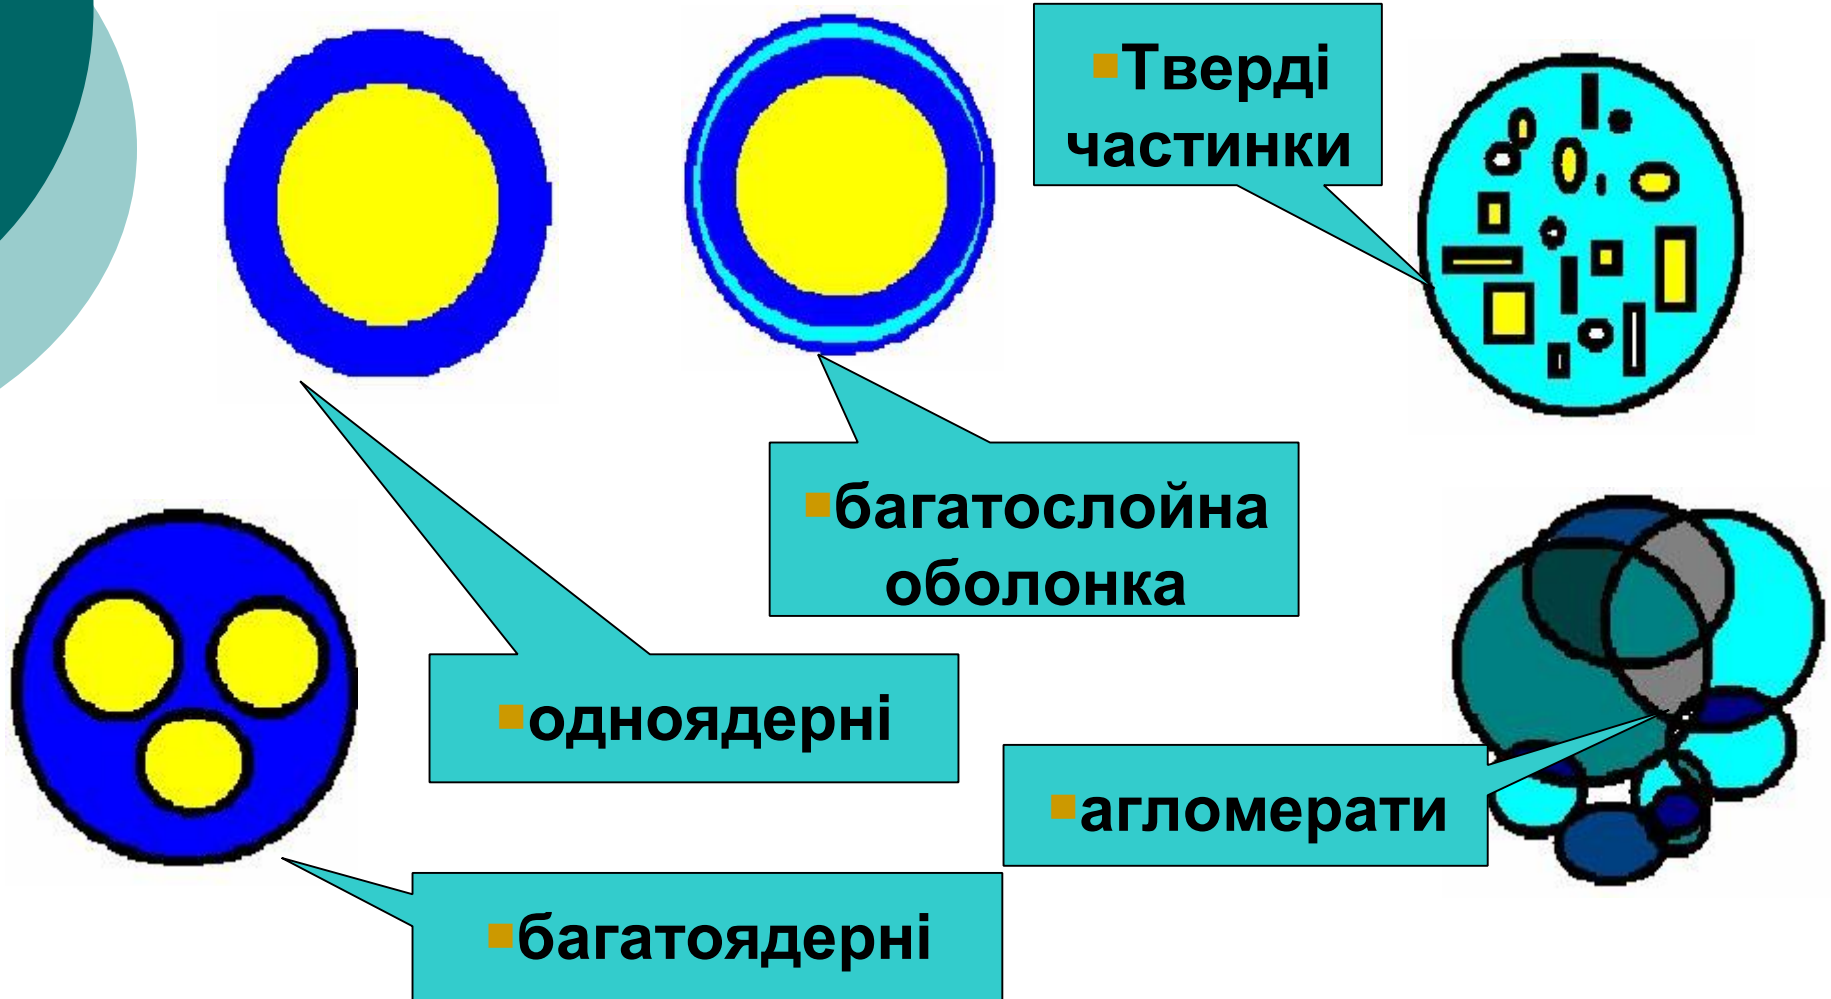 Тверді
частинки
багатослойна
оболонка
одноядерні
агломерати
багатоядерні